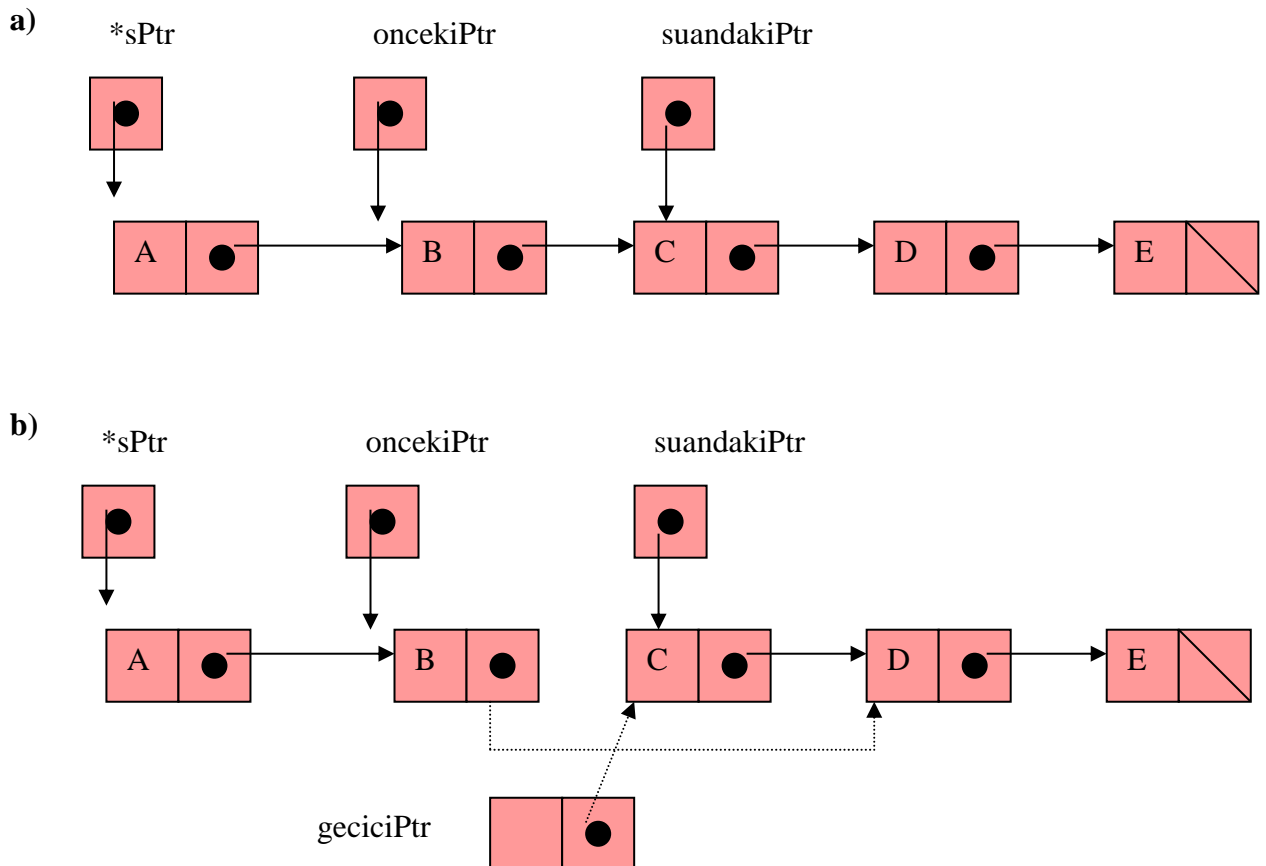 a)
*sPtr oncekiPtr suandakiPtr
A B C D E
b)
*sPtr oncekiPtr suandakiPtr
A B C D E
geciciPtr